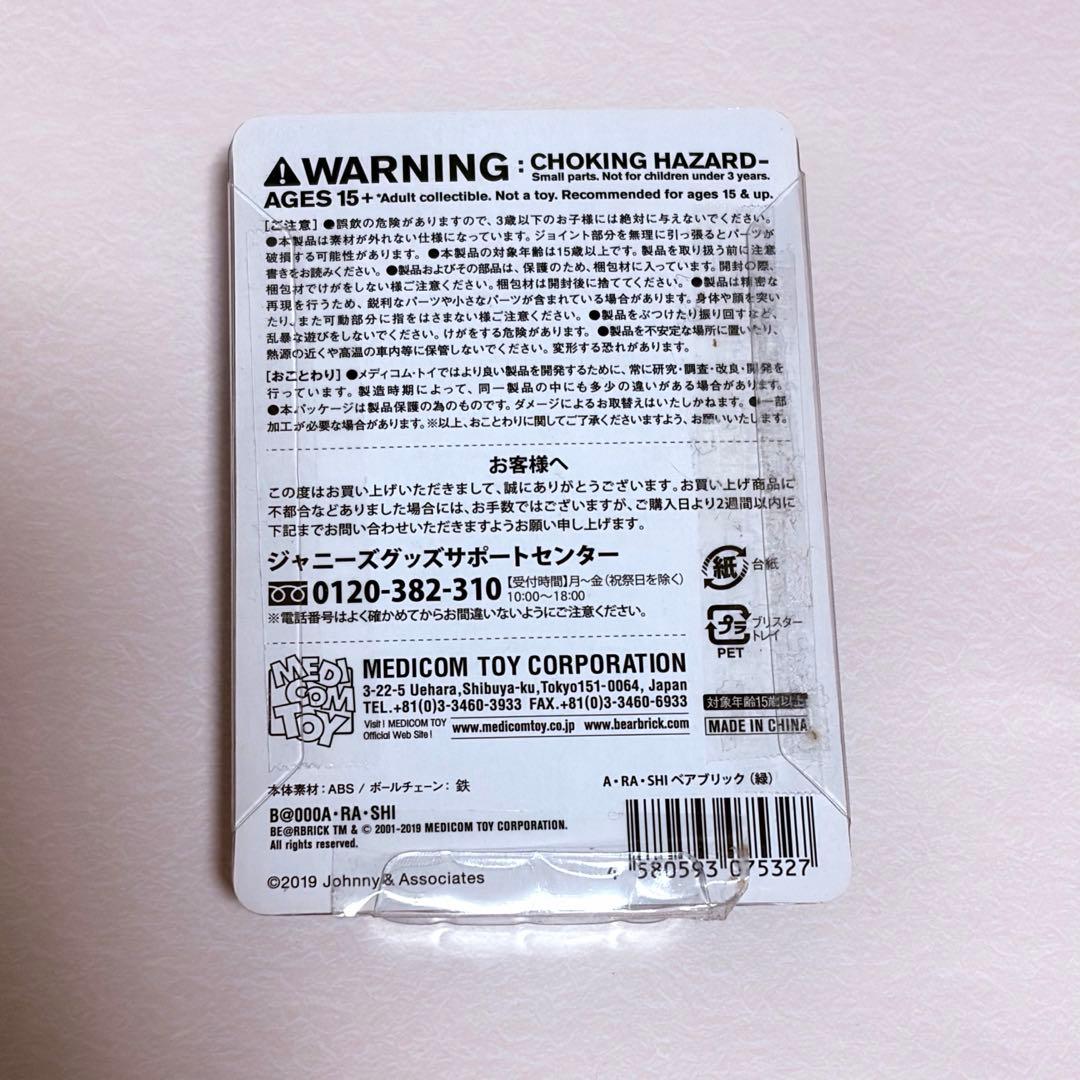 ⚠WARNING : CHOKING HAZARD–
Small parts. Not for children under 3 years.
AGES 15+ *Adult collectible. Not a toy. Recommended for ages 15 & up.
[ご注意] ●誤飲の危険がありますので、3歳以下のお子様には絶対に与えないでください。
●本製品は素材が外れない仕様になっています。ジョイント部分を無理に引っ張るとパーツが
破損する可能性があります。 ●本製品の対象年齢は15歳以上です。製品を取り扱う前に注意
書きをお読みください。 ●製品およびその部品は、保護のため、梱包材に入っています。開封の際、
梱包材でけがをしない様ご注意ください。梱包材は開封後に捨ててください。 ●製品は精密な
再現を行うため、鋭利なパーツや小さなパーツが含まれている場合があります。身体や顔を突い
たり、また可動部分に指をはさまない様ご注意ください。 ●製品をぶつけたり振り回すなど、
乱暴な遊びをしないでください。けがをする危険があります。 ●製品を不安定な場所に置いたり、
熱源の近くや高温の車内等に保管しないでください。変形する恐れがあります。
[おことわり] ●メディコム・トイではより良い製品を開発するために、常に研究・調査・改良・開発を
行っています。製造時期によって、同一製品の中にも多少の違いがある場合があります。
●本パッケージは製品保護の為のものです。ダメージによるお取替えはいたしかねます。 ●一部
加工が必要な場合があります。※以上、おことわりに関してご了承くださいますよう、お願いいたします。
お客様へ
この度はお買い上げいただきまして、誠にありがとうございます。お買い上げ商品に
不都合などありました場合には、お手数ではございますが、ご購入日より2週間以内に
下記までお問い合わせいただきますようお願い申し上げます。
ジャニーズグッズサポートセンター
0120-382-310 【受付時間】月〜金（祝祭日を除く）
10:00〜18:00
※電話番号はよく確かめてからお間違いないようにご注意ください。
紙 台紙
プラ ブリスター
トレイ
PET
MEDI
COM
TOY
MEDICOM TOY CORPORATION
3-22-5 Uehara,Shibuya-ku,Tokyo151-0064, Japan
TEL.+81(0)3-3460-3933 FAX.+81(0)3-3460-6933
Visit ! MEDICOM TOY
Official Web Site !
www.medicomtoy.co.jp www.bearbrick.com
対象年齢15歳以上
MADE IN CHINA
本体素材：ABS / ボールチェーン：鉄
A・RA・SHI ベアブリック（緑）
B@000A・RA・SHI
BE@RBRICK TM & © 2001-2019 MEDICOM TOY CORPORATION.
All rights reserved.
©2019 Johnny & Associates
4 580593 075327